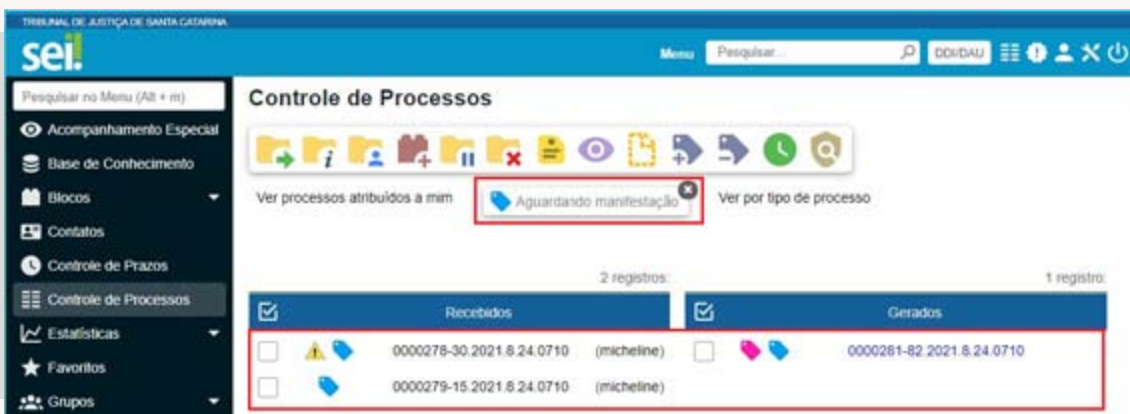 TRIBUNAL DE JUSTIÇA DE SANTA CATARINA
sei!
Menu Pesquisar... DDI/DAU
Pesquisar no Menu (Alt + m)
Acompanhamento Especial
Base de Conhecimento
Blocos
Contatos
Controle de Prazos
Controle de Processos
Estatísticas
Favoritos
Grupos
Controle de Processos
Ver processos atribuídos a mim Aguardando manifestação Ver por tipo de processo
2 registros:
Recebidos
0000278-30.2021.8.24.0710 (micheline)
0000279-15.2021.8.24.0710 (micheline)
1 registro:
Gerados
0000281-82.2021.8.24.0710